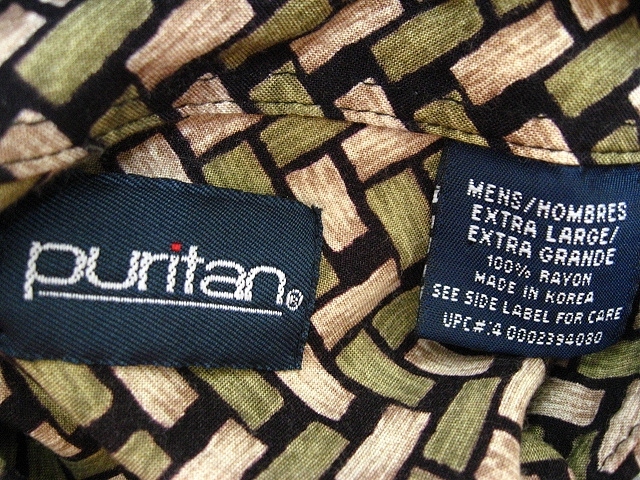 puritan®
MENS/HOMBRES
EXTRA LARGE/
EXTRA GRANDE
100% RAYON
MADE IN KOREA
SEE SIDE LABEL FOR CARE
UPC#:4 0002394080